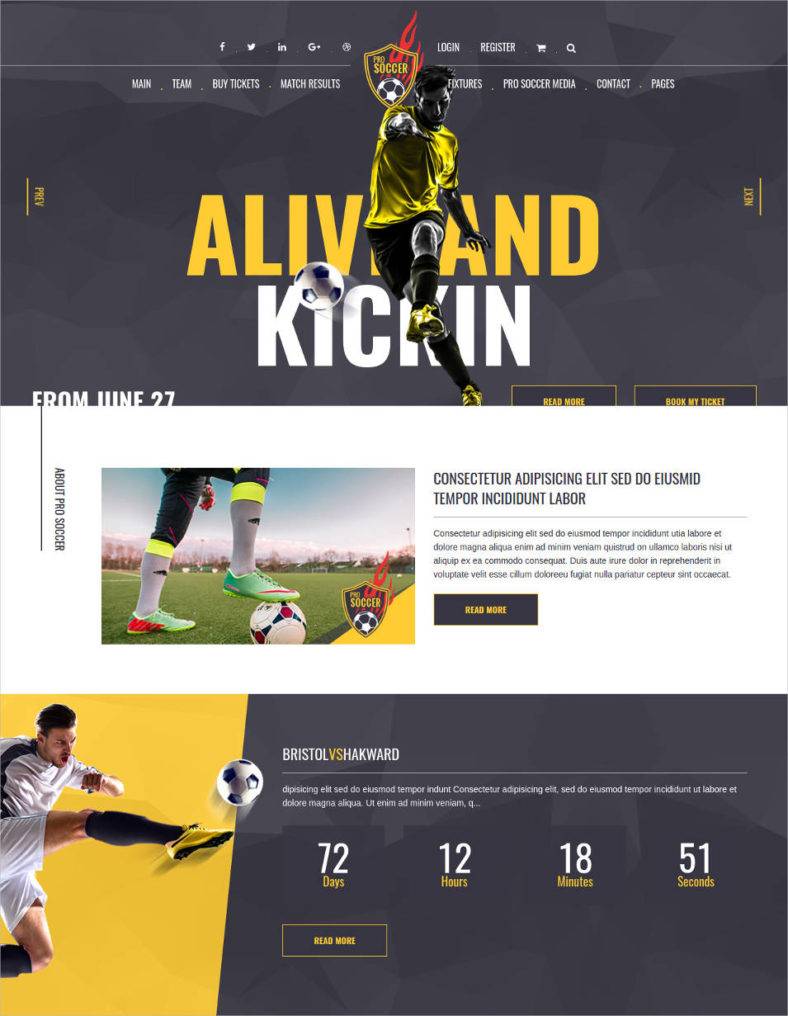 LOGIN
REGISTER
PRO
SOCCER
MAIN
TEAM
BUY TICKETS
MATCH RESULTS
FIXTURES
PRO SOCCER MEDIA
CONTACT
PAGES
PREV
NEXT
ALIV AND
KICKIN
FROM JUNE 27
READ MORE
BOOK MY TICKET
ABOUT PRO SOCCER
PRO
SOCCER
CONSECTETUR ADIPISICING ELIT SED DO EIUSMID
TEMPOR INCIDIDUNT LABOR
Consectetur adipisicing elit sed do eiusmod tempor incididunt utia labore et
dolore magna aliqua enim ad minim veniam quistrud on ullamco laboris nisi ut
aliquip ex ea commodo consequat. Duis aute irure dolor in reprehenderit in
voluptate velit esse cillum doloreeu fugiat nulla pariatur cepteur sint occaecat.
READ MORE
BRISTOLVSHAKWARD
dipisicing elit sed do eiusmod tempor indunt Consectetur adipisicing elit, sed do eiusmod tempor incididunt ut labore et
dolore magna aliqua. Ut enim ad minim veniam, q...
72
Days
12
Hours
18
Minutes
51
Seconds
READ MORE